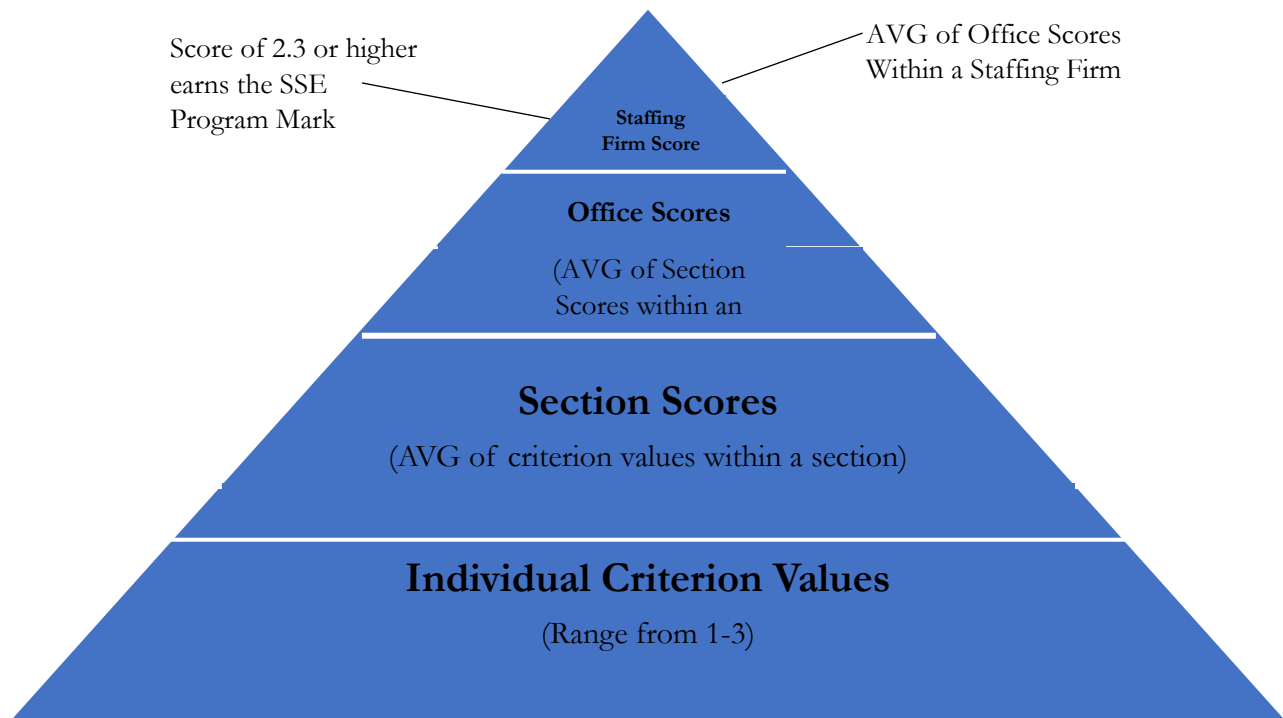 Score of 2.3 or higher
earns the SSE
Program Mark
AVG of Office Scores
Within a Staffing Firm
Staffing
Firm Score
Office Scores
(AVG of Section
Scores within an
Section Scores
(AVG of criterion values within a section)
Individual Criterion Values
(Range from 1-3)